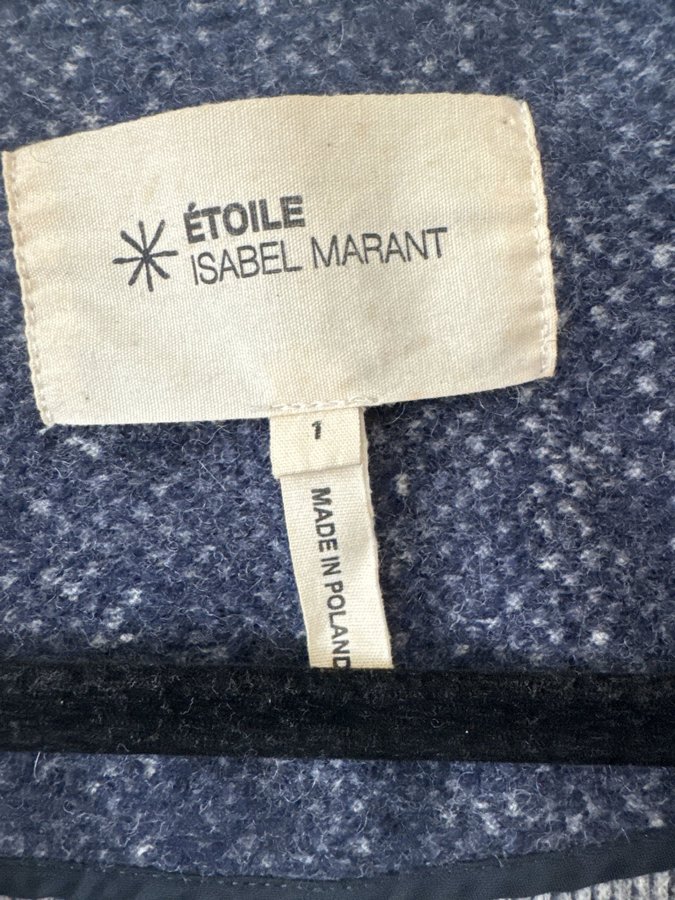 ÉTOILE
ISABEL MARANT
1
MADE IN POLAND